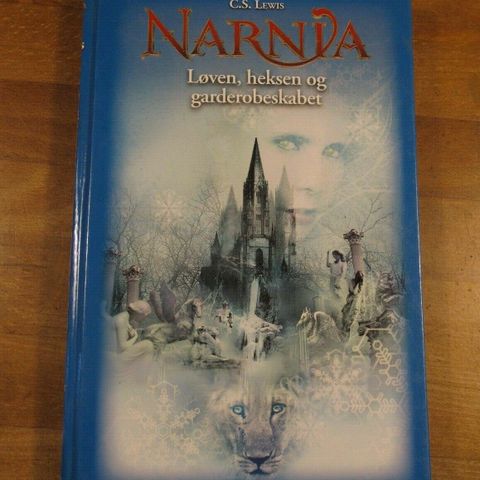 C.S. Lewis
NARNIA
Løven, heksen og
garderobeskabet